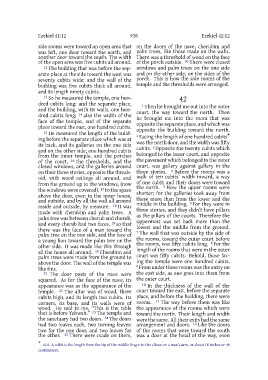 Ezekiel 41:12 938 Ezekiel 42:12
side rooms were toward an open area that
was left, one door toward the north, and
another door toward the south. The width
of the open area was five cubits all around.
12 The building that was before the sep-
arate place at the side toward the west was
seventy cubits wide; and the wall of the
building was five cubits thick all around,
and its length ninety cubits.
13 So he measured the temple, one hun-
dred cubits long; and the separate place,
and the building, with its walls, one hun-
dred cubits long; 14 also the width of the
face of the temple, and of the separate
place toward the east, one hundred cubits.
15 He measured the length of the build-
ing before the separate place which was at
its back, and its galleries on the one side
and on the other side, one hundred cubits
from the inner temple, and the porches
of the court, 16 the thresholds, and the
closed windows, and the galleries around
on their three stories, opposite the thresh-
old, with wood ceilings all around, and
from the ground up to the windows, (now
the windows were covered), 17 to the space
above the door, even to the inner house,
and outside, and by all the wall all around
inside and outside, by measure. 18 It was
made with cherubim and palm trees. A
palm tree was between cherub and cherub,
and every cherub had two faces, 19 so that
there was the face of a man toward the
palm tree on the one side, and the face of
a young lion toward the palm tree on the
other side. It was made like this through
all the house all around. 20 Cherubim and
palm trees were made from the ground to
above the door. The wall of the temple was
like this.
21 The door posts of the nave were
squared. As for the face of the nave, its
appearance was as the appearance of the
temple. 22 The altar was of wood, three
cubits high, and its length two cubits. Its
corners, its base, and its walls were of
wood. He said to me, "This is the table
that is before Yahweh." 23 The temple and
the sanctuary had two doors. 24 The doors
had two leaves each, two turning leaves:
two for the one door, and two leaves for
the other. 25 There were made on them,
on the doors of the nave, cherubim and
palm trees, like those made on the walls.
There was a threshold of wood on the face
of the porch outside. 26 There were closed
windows and palm trees on the one side
and on the other side, on the sides of the
porch. This is how the side rooms of the
temple and the thresholds were arranged.
42
1 Then he brought me out into the outer
court, the way toward the north. Then
he brought me into the room that was
opposite the separate place, and which was
opposite the building toward the north.
2 Facing the length of one hundred cubits
was the north door, and the width was fifty
cubits. 3 Opposite the twenty cubits which
belonged to the inner court, and opposite
the pavement which belonged to the outer
court, was gallery against gallery in the
three stories. 4 Before the rooms was a
walk of ten cubits' width inward, a way
of one cubit; and their doors were toward
the north. 5 Now the upper rooms were
shorter; for the galleries took away from
these more than from the lower and the
middle in the building. 6 For they were in
three stories, and they didn't have pillars
as the pillars of the courts. Therefore the
uppermost was set back more than the
lowest and the middle from the ground.
7 The wall that was outside by the side of
the rooms, toward the outer court before
the rooms, was fifty cubits long. 8 For the
length of the rooms that were in the outer
court was fifty cubits. Behold, those fac-
ing the temple were one hundred cubits.
9 From under these rooms was the entry on
the east side, as one goes into them from
the outer court.
10 In the thickness of the wall of the
court toward the east, before the separate
place, and before the building, there were
rooms. 11 The way before them was like
the appearance of the rooms which were
toward the north. Their length and width
were the same. All their exits had the same
arrangement and doors. 12 Like the doors
of the rooms that were toward the south
was a door at the head of the way, even